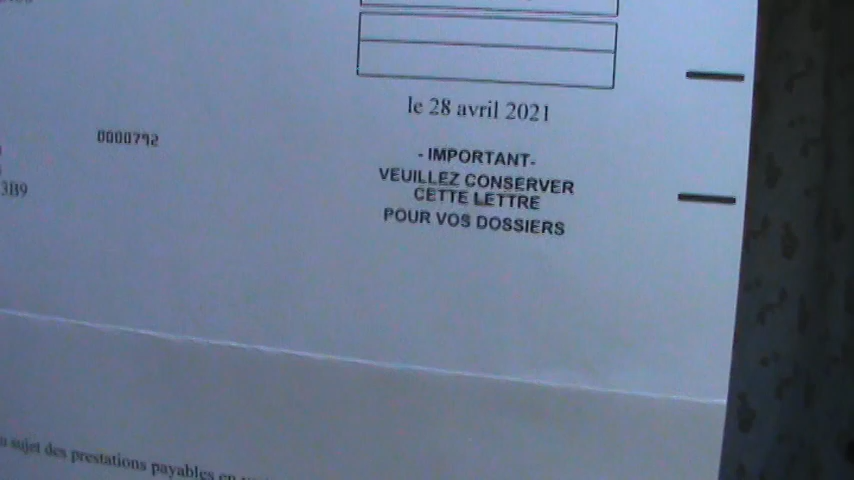 le 28 avril 2021
0000792
- IMPORTANT-
VEUILLEZ CONSERVER
CETTE LETTRE
POUR VOS DOSSIERS
3B9
sujet des prestations payables en